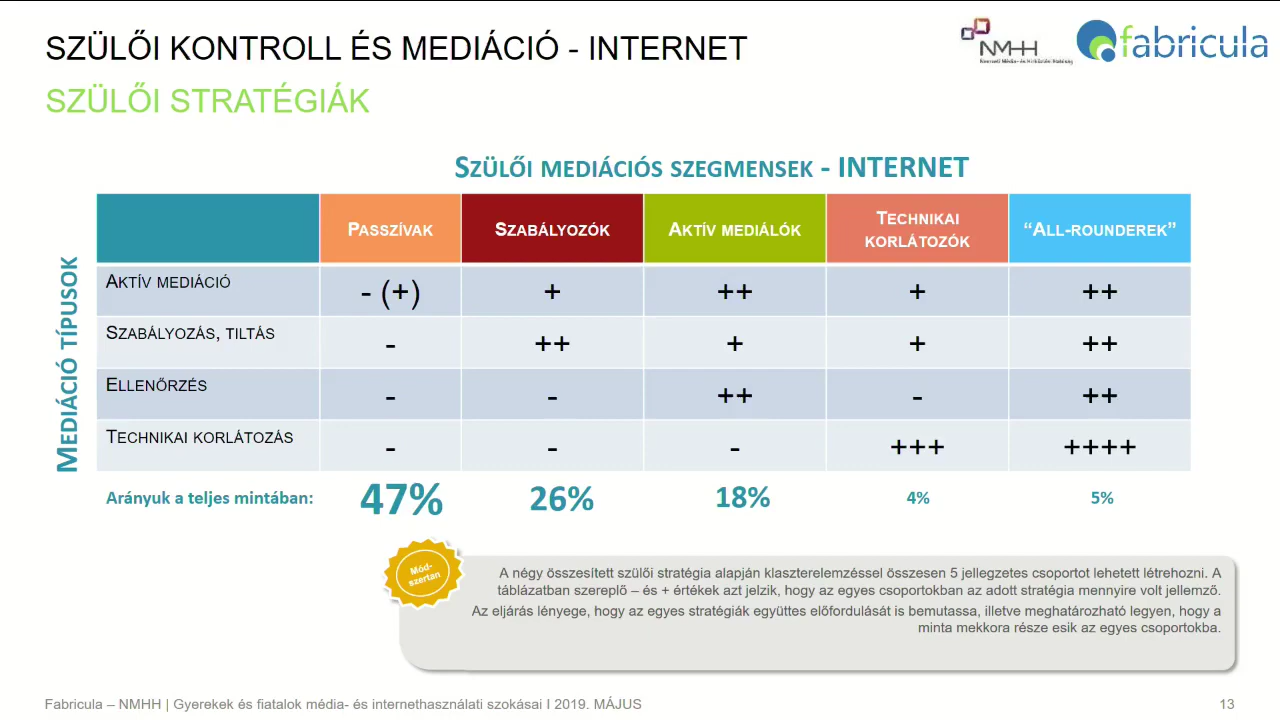 SZÜLŐI KONTROLL ÉS MEDIÁCIÓ - INTERNET
SZÜLŐI STRATÉGIÁK
NMHH
Nemzeti Média- és Hírközlési Hatóság
fabricula
SZÜLŐI MEDIÁCIÓS SZEGMENSEK - INTERNET
MEDIÁCIÓ TÍPUSOK
PASSZÍVAK SZABÁLYOZÓK AKTÍV MEDIÁLÓK TECHNIKAI KORLÁTOZÓK “ALL-ROUNDEREK”
AKTÍV MEDIÁCIÓ - (+) + ++ + ++
SZABÁLYOZÁS, TILTÁS - ++ + + ++
ELLENŐRZÉS - - ++ - ++
TECHNIKAI KORLÁTOZÁS - - - +++ ++++
Arányuk a teljes mintában: 47% 26% 18% 4% 5%
Mód-
szertan
A négy összesített szülői stratégia alapján klaszterelemzéssel összesen 5 jellegzetes csoportot lehetett létrehozni. A
táblázatban szereplő – és + értékek azt jelzik, hogy az egyes csoportokban az adott stratégia mennyire volt jellemző.
Az eljárás lényege, hogy az egyes stratégiák együttes előfordulását is bemutassa, illetve meghatározható legyen, hogy a
minta mekkora része esik az egyes csoportokba.
Fabricula – NMHH | Gyerekek és fiatalok média- és internethasználati szokásai I 2019. MÁJUS
13